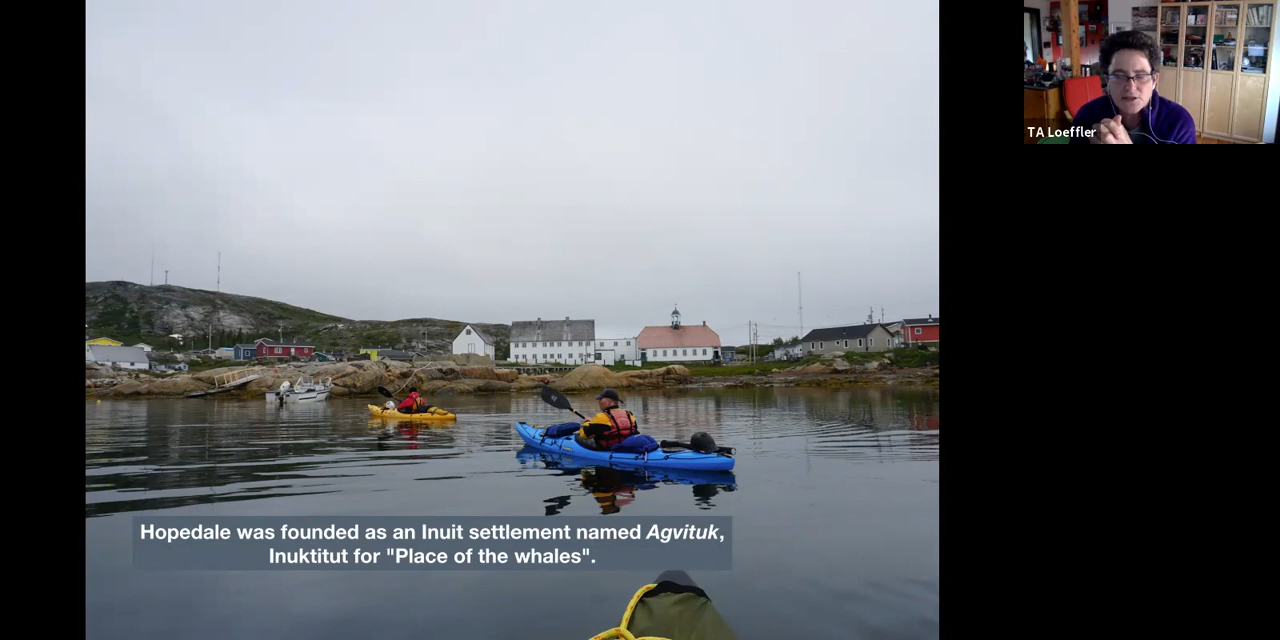 TA Loeffler
Hopedale was founded as an Inuit settlement named Agvituk,
Inuktitut for "Place of the whales".